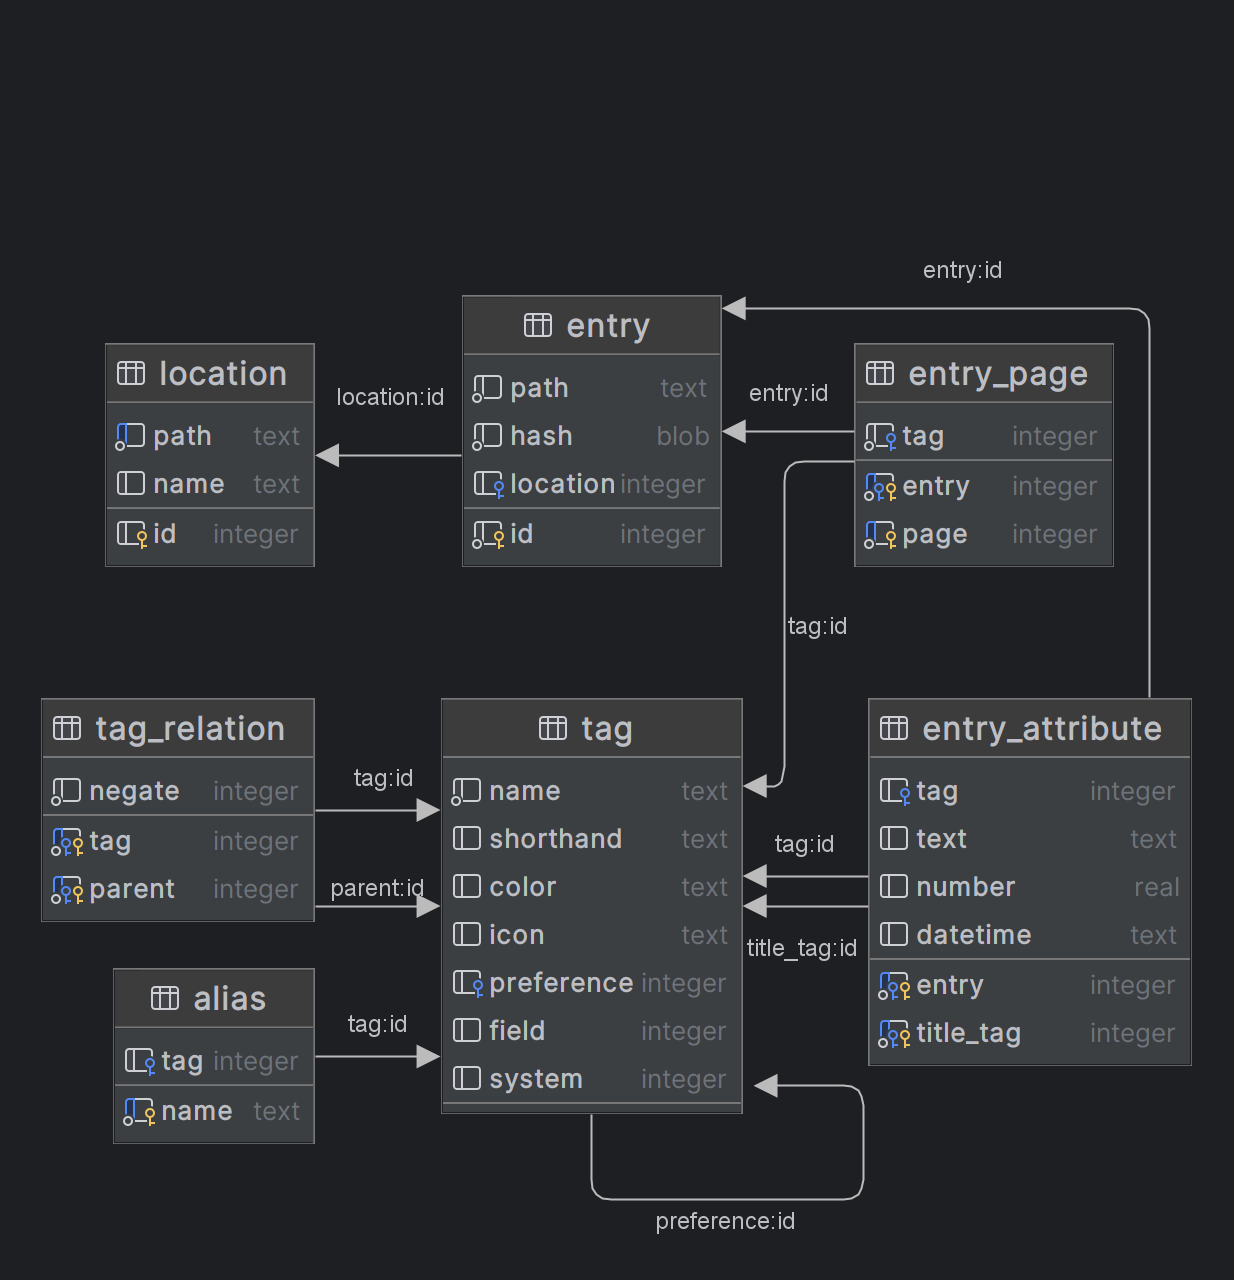 entry:id
entry
path text
hash blob
location integer
id integer
location
path text
name text
id integer
location:id
entry:id
entry_page
tag integer
entry integer
page integer
tag:id
tag_relation
negate integer
tag integer
parent integer
tag:id
parent:id
tag
name text
shorthand text
color text
icon text
preference integer
field integer
system integer
tag:id
title_tag:id
entry_attribute
tag integer
text text
number real
datetime text
entry integer
title_tag integer
alias
tag integer
name text
tag:id
preference:id